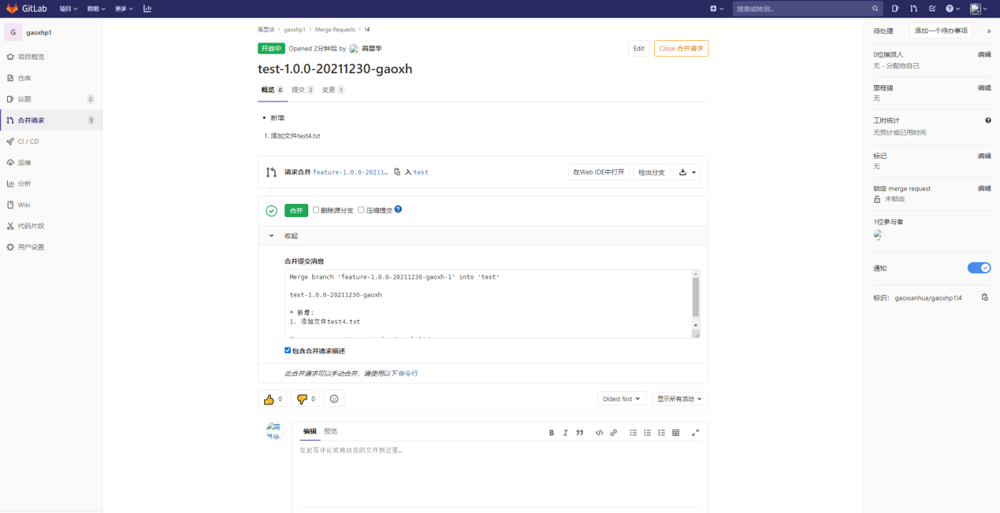 GitLab 项目 群组 更多 搜索或转到...
G gaoxhp1
项目概览
仓库
议题 0
合并请求 1
CI / CD
运维
分析
Wiki
代码片段
用户设置
高显华 > gaoxhp1 > Merge Requests > !4
开放中 Opened 2分钟后 by 高显华 Edit Close 合并请求
test-1.0.0-20211230-gaoxh
概览 0 提交 3 变更 1
• 新增:
1. 添加文件test4.txt
请求合并 feature-1.0.0-20211… 入 test 在Web IDE中打开 检出分支
合并 删除源分支 压缩提交
收起
合并提交消息
Merge branch 'feature-1.0.0-20211230-gaoxh-1' into 'test'
test-1.0.0-20211230-gaoxh
* 新增:
1. 添加文件test4.txt
包含合并请求描述
此合并请求可以手动合并，请使用以下 命令行
0 0 Oldest first 显示所有活动
高显华
编辑 预览
在此写评论或拖动您的文件到这里…
待处理 添加一个待办事项 »
0位指派人 编辑
无 - 分配给自己
里程碑 编辑
无
工时统计
无预计或已用时间
标记 编辑
无
锁定 merge request 编辑
未锁定
1位参与者
通知
标识： gaoxianhua/gaoxhp1!4